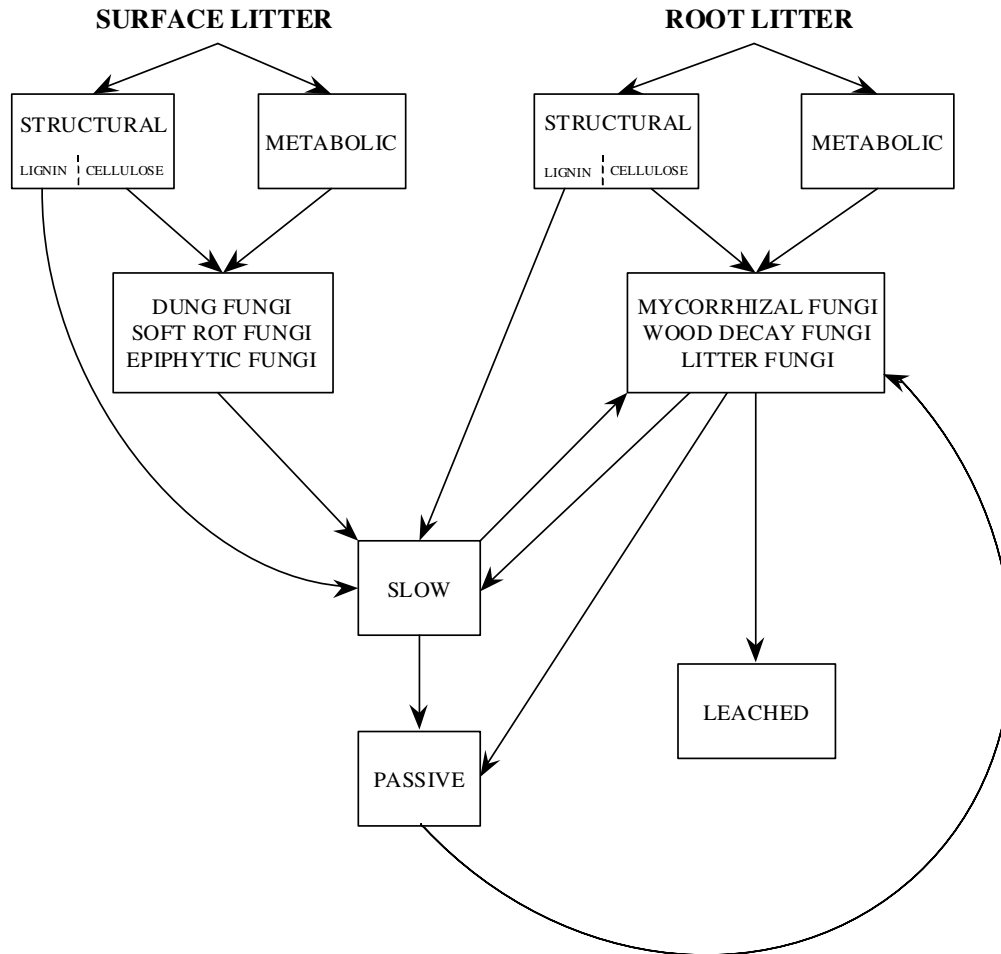 SURFACE LITTER
ROOT LITTER
STRUCTURAL
LIGNIN
CELLULOSE
METABOLIC
STRUCTURAL
LIGNIN
CELLULOSE
METABOLIC
DUNG FUNGI
SOFT ROT FUNGI
EPIPHYTIC FUNGI
MYCORRHIZAL FUNGI
WOOD DECAY FUNGI
LITTER FUNGI
SLOW
LEACHED
PASSIVE